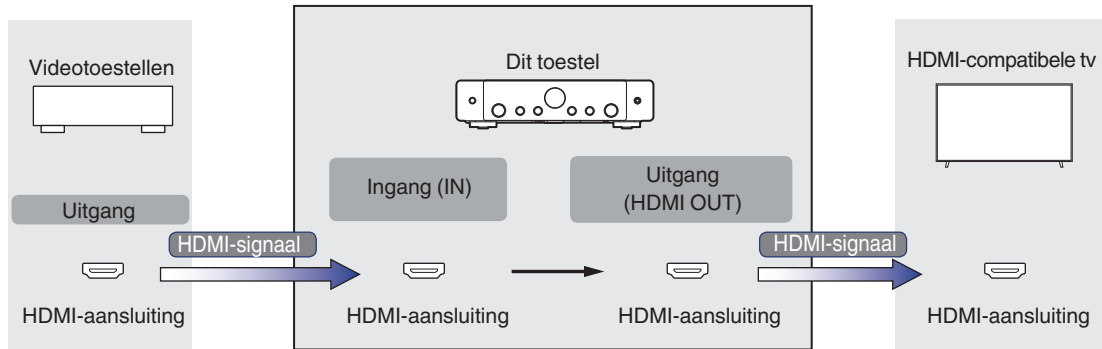 Videotoestellen
Uitgang
HDMI-signaal
HDMI-aansluiting
Dit toestel
Ingang (IN)
HDMI-aansluiting
Uitgang
(HDMI OUT)
HDMI-aansluiting
HDMI-signaal
HDMI-compatibele tv
HDMI-aansluiting